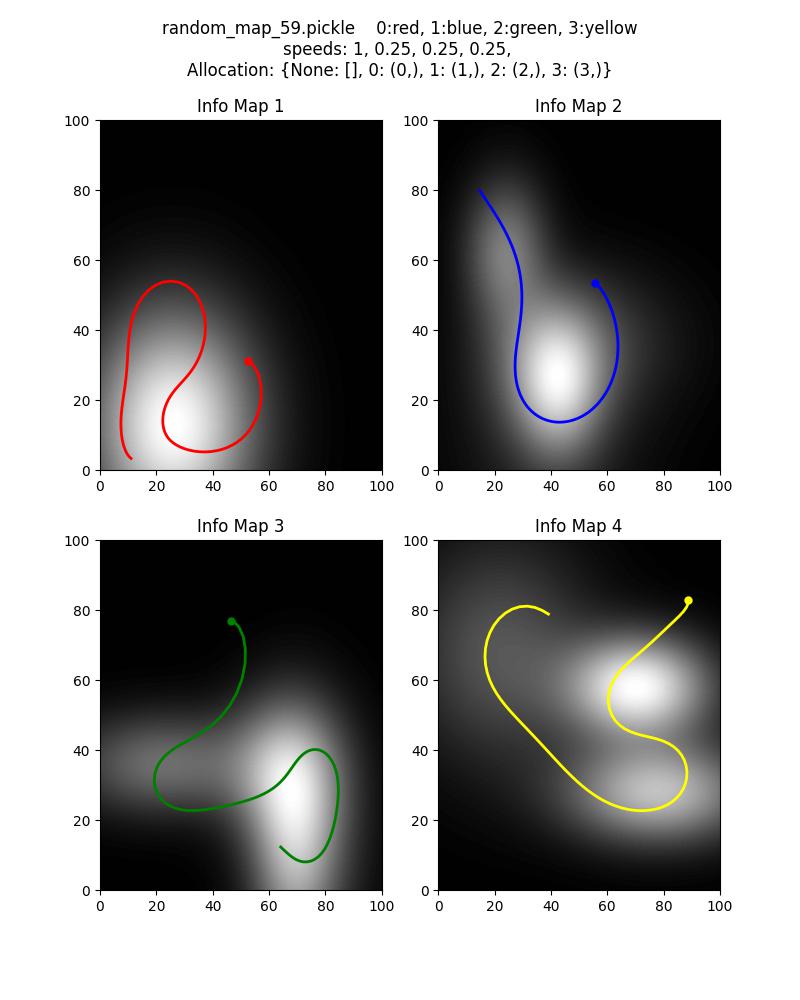 random_map_59.pickle    0:red, 1:blue, 2:green, 3:yellow
speeds: 1, 0.25, 0.25, 0.25,
Allocation: {None: [], 0: (0,), 1: (1,), 2: (2,), 3: (3,)}
Info Map 1
100
80
60
40
20
0
0 20 40 60 80 100
Info Map 2
100
80
60
40
20
0
0 20 40 60 80 100
Info Map 3
100
80
60
40
20
0
0 20 40 60 80 100
Info Map 4
100
80
60
40
20
0
0 20 40 60 80 100